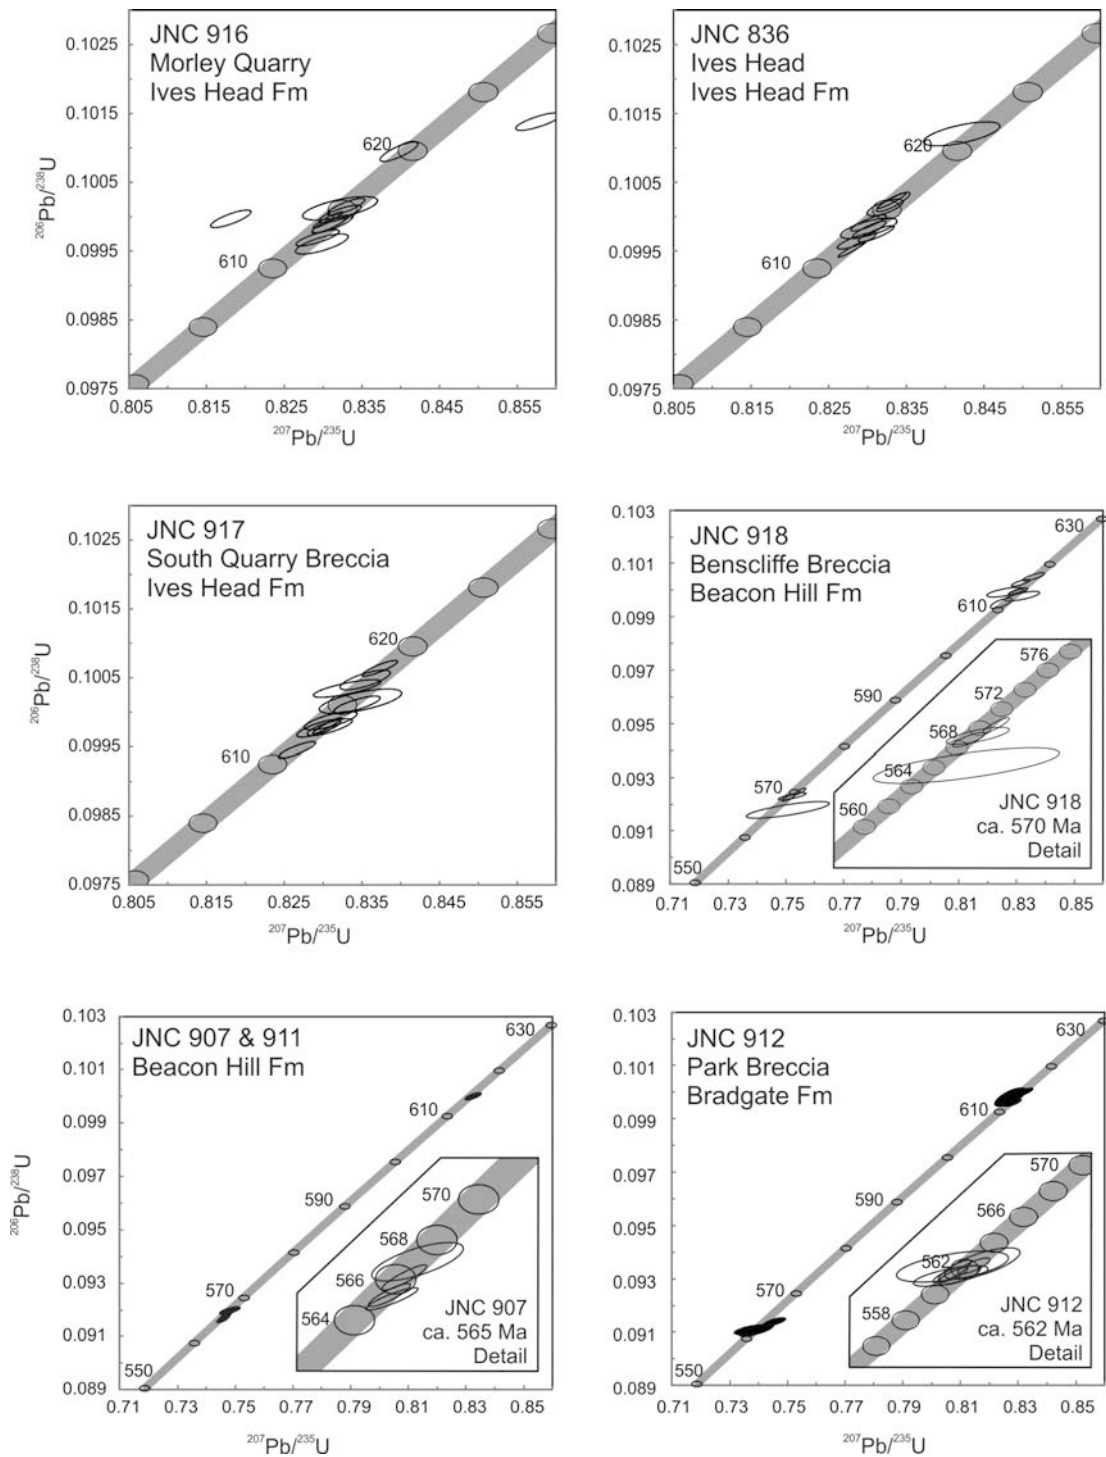 JNC 916
Morley Quarry
Ives Head Fm
0.1025
0.1015
0.1005
0.0995
0.0985
0.0975
620
610
0.805 0.815 0.825 0.835 0.845 0.855
206Pb/238U
207Pb/235U
JNC 836
Ives Head
Ives Head Fm
0.1025
0.1015
0.1005
0.0995
0.0985
0.0975
620
610
0.805 0.815 0.825 0.835 0.845 0.855
207Pb/235U
JNC 917
South Quarry Breccia
Ives Head Fm
0.1025
0.1015
0.1005
0.0995
0.0985
0.0975
620
610
0.805 0.815 0.825 0.835 0.845 0.855
206Pb/238U
207Pb/235U
JNC 918
Benscliffe Breccia
Beacon Hill Fm
0.103
0.101
0.099
0.097
0.095
0.093
0.091
0.089
630
610
590
570
550
576
572
568
564
560
JNC 918
ca. 570 Ma
Detail
0.71 0.73 0.75 0.77 0.79 0.81 0.83 0.85
207Pb/235U
JNC 907 & 911
Beacon Hill Fm
0.103
0.101
0.099
0.097
0.095
0.093
0.091
0.089
630
610
590
570
550
570
568
566
564
JNC 907
ca. 565 Ma
Detail
0.71 0.73 0.75 0.77 0.79 0.81 0.83 0.85
206Pb/238U
207Pb/235U
JNC 912
Park Breccia
Bradgate Fm
0.103
0.101
0.099
0.097
0.095
0.093
0.091
0.089
630
610
590
570
550
570
566
562
558
JNC 912
ca. 562 Ma
Detail
0.71 0.73 0.75 0.77 0.79 0.81 0.83 0.85
207Pb/235U